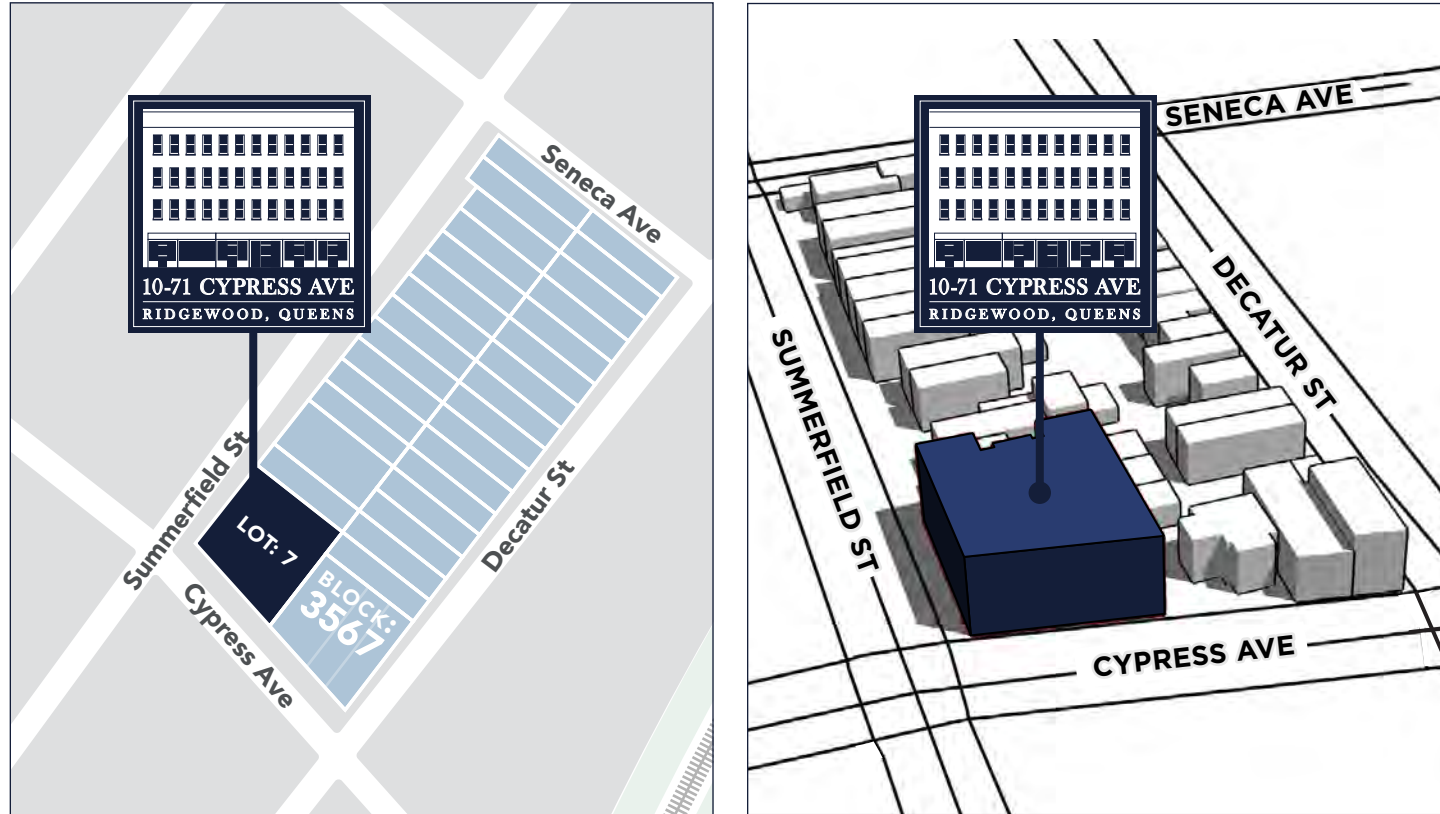 10-71 CYPRESS AVE
RIDGEWOOD, QUEENS
Seneca Ave
Summerfield St
Decatur St
LOT: 7
BLOCK:
3567
Cypress Ave
SENECA AVE
10-71 CYPRESS AVE
RIDGEWOOD, QUEENS
DECATUR ST
SUMMERFIELD ST
CYPRESS AVE